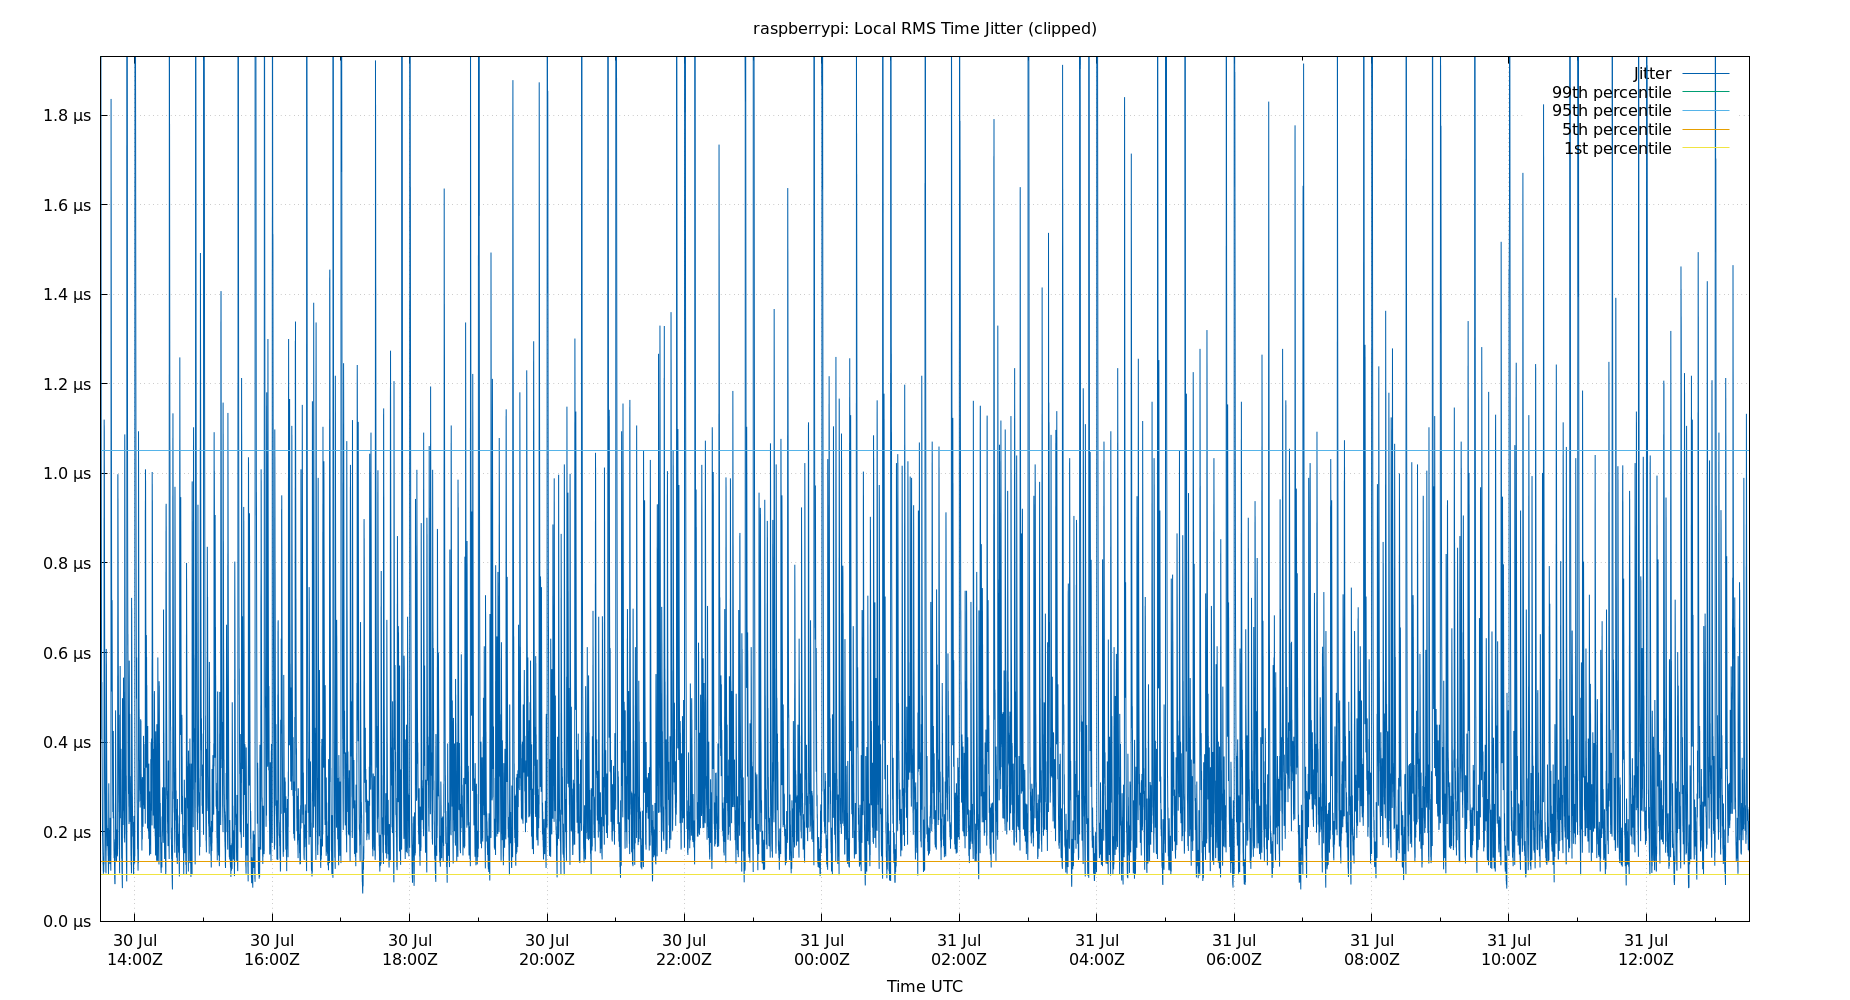 raspberrypi: Local RMS Time Jitter (clipped)
Jitter
99th percentile
95th percentile
5th percentile
1st percentile
1.8 µs
1.6 µs
1.4 µs
1.2 µs
1.0 µs
0.8 µs
0.6 µs
0.4 µs
0.2 µs
0.0 µs
30 Jul 30 Jul 30 Jul 30 Jul 30 Jul 31 Jul 31 Jul 31 Jul 31 Jul 31 Jul 31 Jul 31 Jul
14:00Z 16:00Z 18:00Z 20:00Z 22:00Z 00:00Z 02:00Z 04:00Z 06:00Z 08:00Z 10:00Z 12:00Z
Time UTC